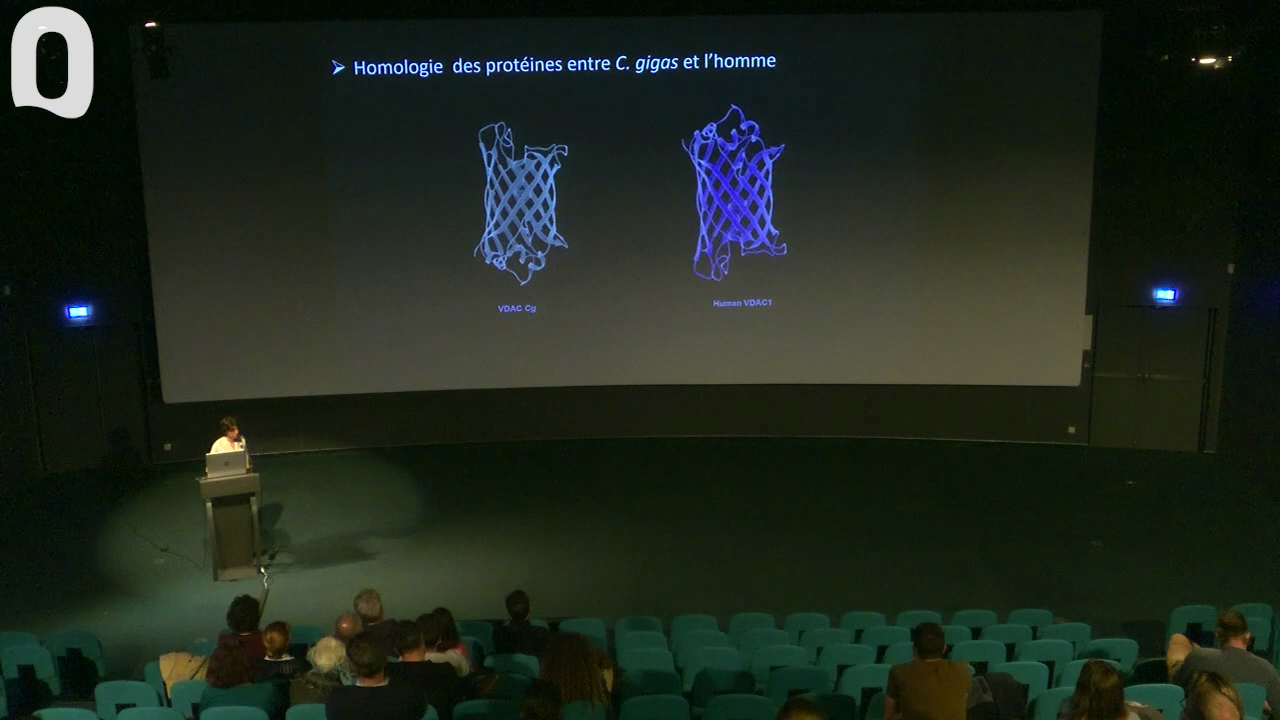 ➢ Homologie des protéines entre C. gigas et l'homme
VDAC Cg
Human VDAC1